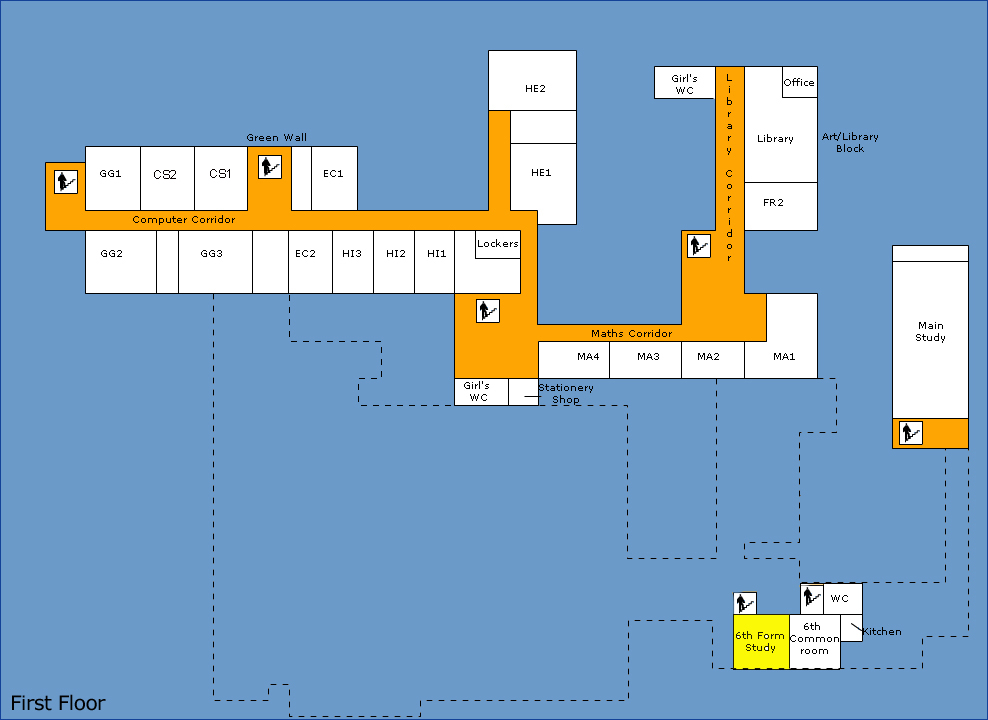 HE2
Girl's
WC
Library Corridor
Office
Library
Art/Library
Block
Green Wall
GG1
CS2
CS1
EC1
HE1
FR2
Computer Corridor
GG2
GG3
EC2
HI3
HI2
HI1
Lockers
Maths Corridor
Main
Study
MA4
MA3
MA2
MA1
Girl's
WC
Stationery
Shop
WC
6th Form
Study
6th
Common
room
Kitchen
First Floor